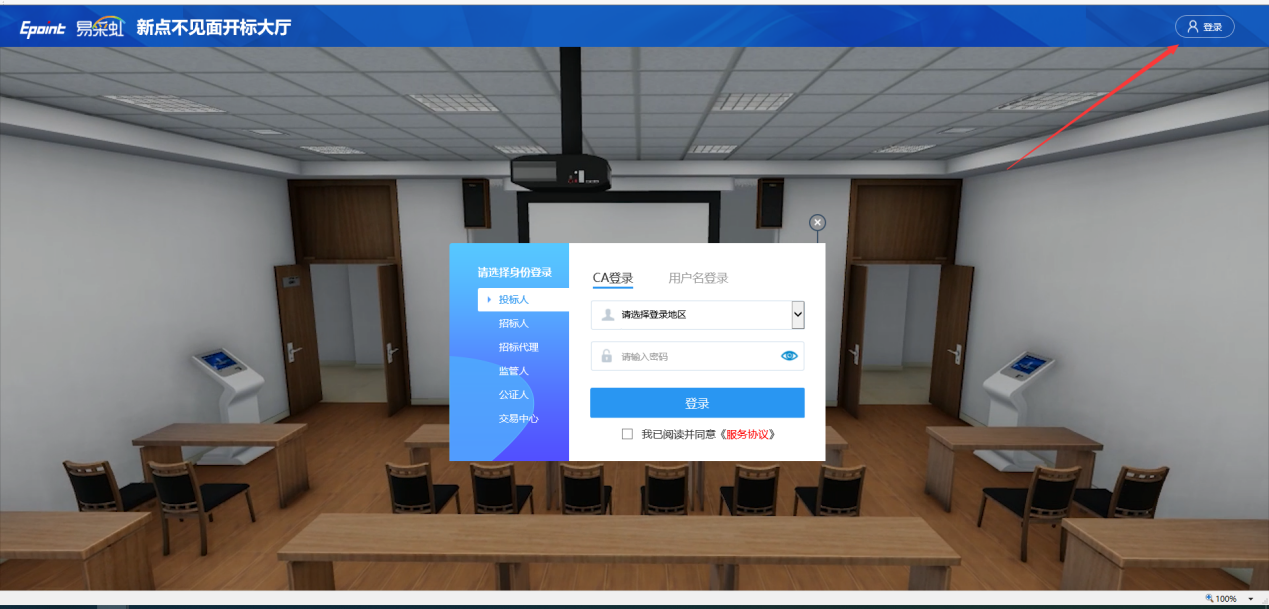 Epoint 易采虹 新点不见面开标大厅
登录
请选择身份登录
投标人
招标人
招标代理
监管人
公证人
交易中心
CA登录 用户名登录
请选择登录地区
请输入密码
登录
我已阅读并同意《服务协议》
100%